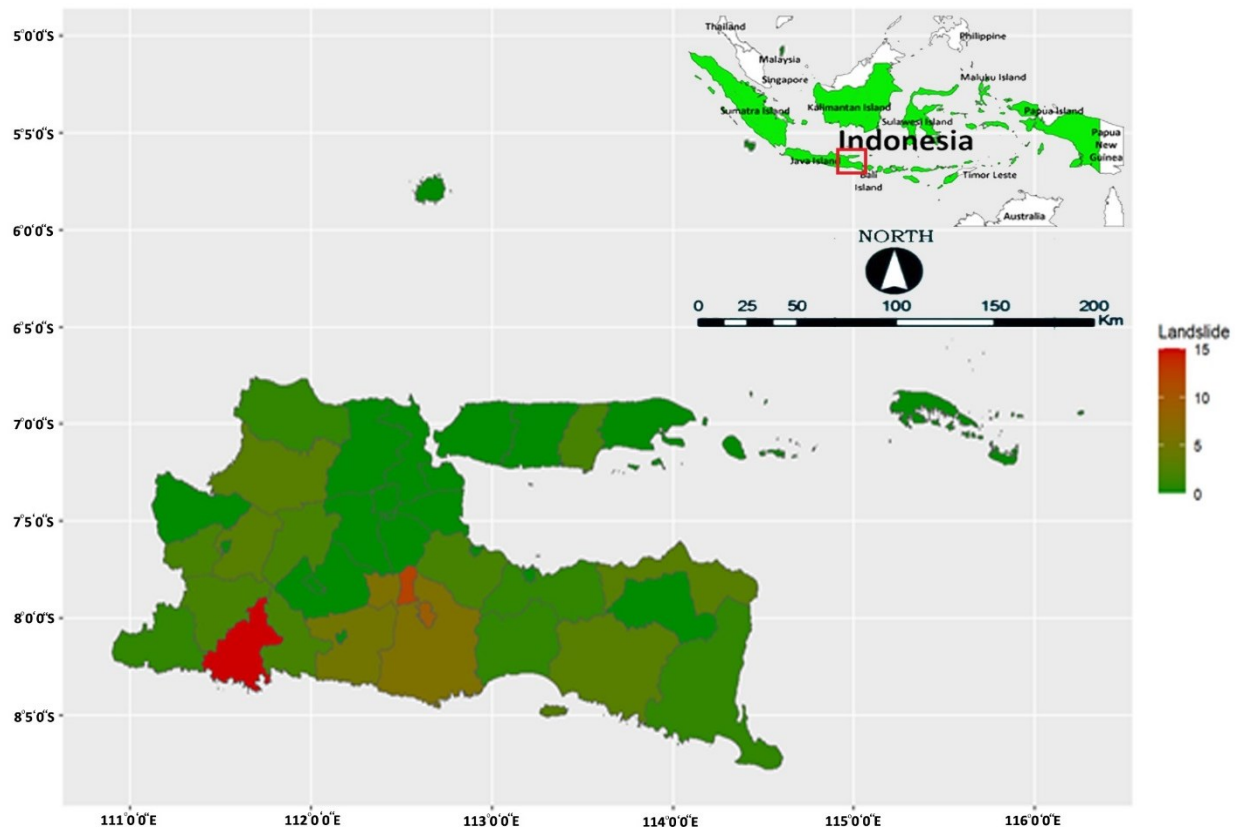 5°0'0"S
5°5'0"S
6°0'0"S
6°5'0"S
7°0'0"S
7°5'0"S
8°0'0"S
8°5'0"S
Thailand
Philippine
Malaysia
Singapore
Maluku Island
Sumatra Island
Kalimantan Island
Papua Island
Sulawesi Island
Indonesia
Papua
New
Guinea
Java Island
Bali
Island
Timor Leste
Australia
NORTH
0 25 50 100 150 200
Km
Landslide
15
10
5
0
111°0'0"E 112°0'0"E 113°0'0"E 114°0'0"E 115°0'0"E 116°0'0"E